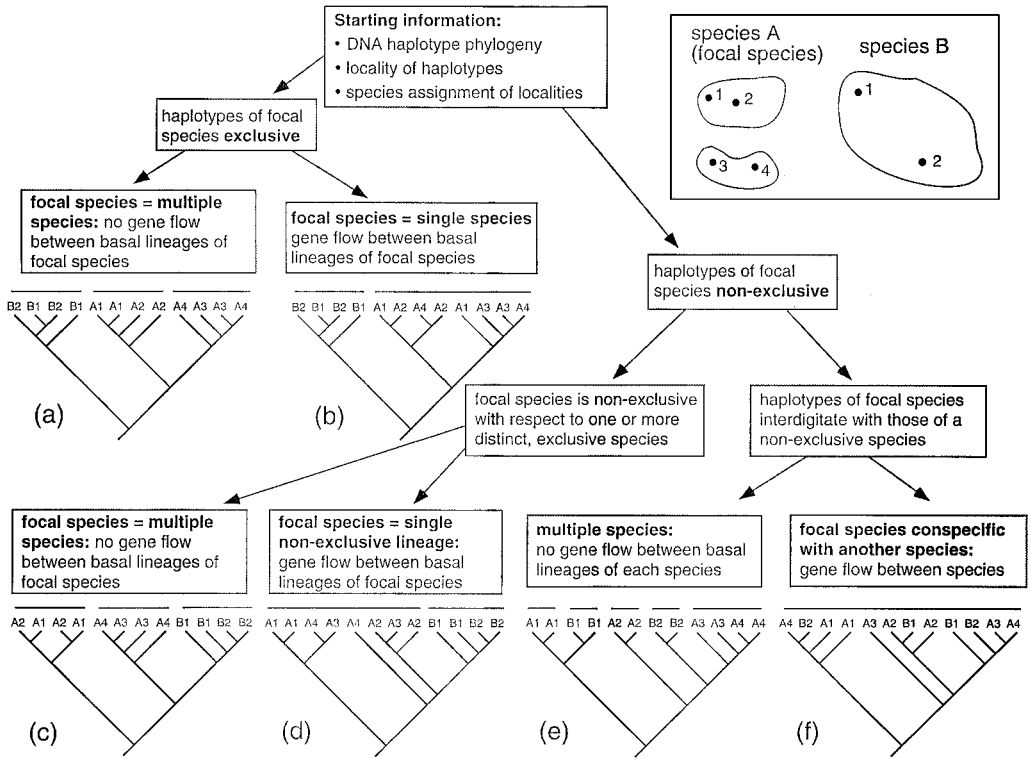 Starting information:
• DNA haplotype phylogeny
• locality of haplotypes
• species assignment of localities
species A
(focal species)
species B
1
2
3
4
1
2
haplotypes of focal
species exclusive
focal species = multiple
species: no gene flow
between basal lineages of
focal species
focal species = single species
gene flow between basal
lineages of focal species
haplotypes of focal
species non-exclusive
B2 B1 B2 B1 A1 A1 A2 A2 A4 A3 A3 A4
(a)
B2 B1 B2 B1 A1 A2 A4 A2 A1 A3 A3 A4
(b)
focal species is non-exclusive
with respect to one or more
distinct, exclusive species
haplotypes of focal species
interdigitate with those of a
non-exclusive species
focal species = multiple
species: no gene flow
between basal lineages of
focal species
focal species = single
non-exclusive lineage:
gene flow between basal
lineages of focal species
multiple species:
no gene flow between basal
lineages of each species
focal species conspecific
with another species:
gene flow between species
A2 A1 A2 A1 A4 A3 A3 A4 B1 B1 B2 B2
(c)
A1 A1 A4 A3 A4 A2 A2 B1 B1 B2 B2
(d)
A1 A1 B1 B1 A2 A2 B2 B2 A3 A4 A3 A4
(e)
A4 B2 A1 A1 A3 A2 B1 A2 B1 B2 A3 A4
(f)